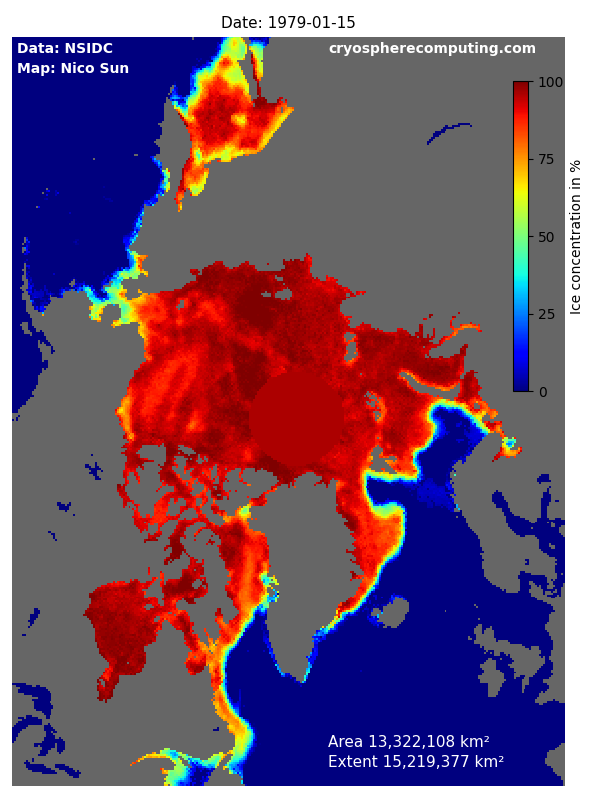 Date: 1979-01-15
Data: NSIDC
Map: Nico Sun
cryospherecomputing.com
100
75
50
25
0
Ice concentration in %
Area 13,322,108 km²
Extent 15,219,377 km²